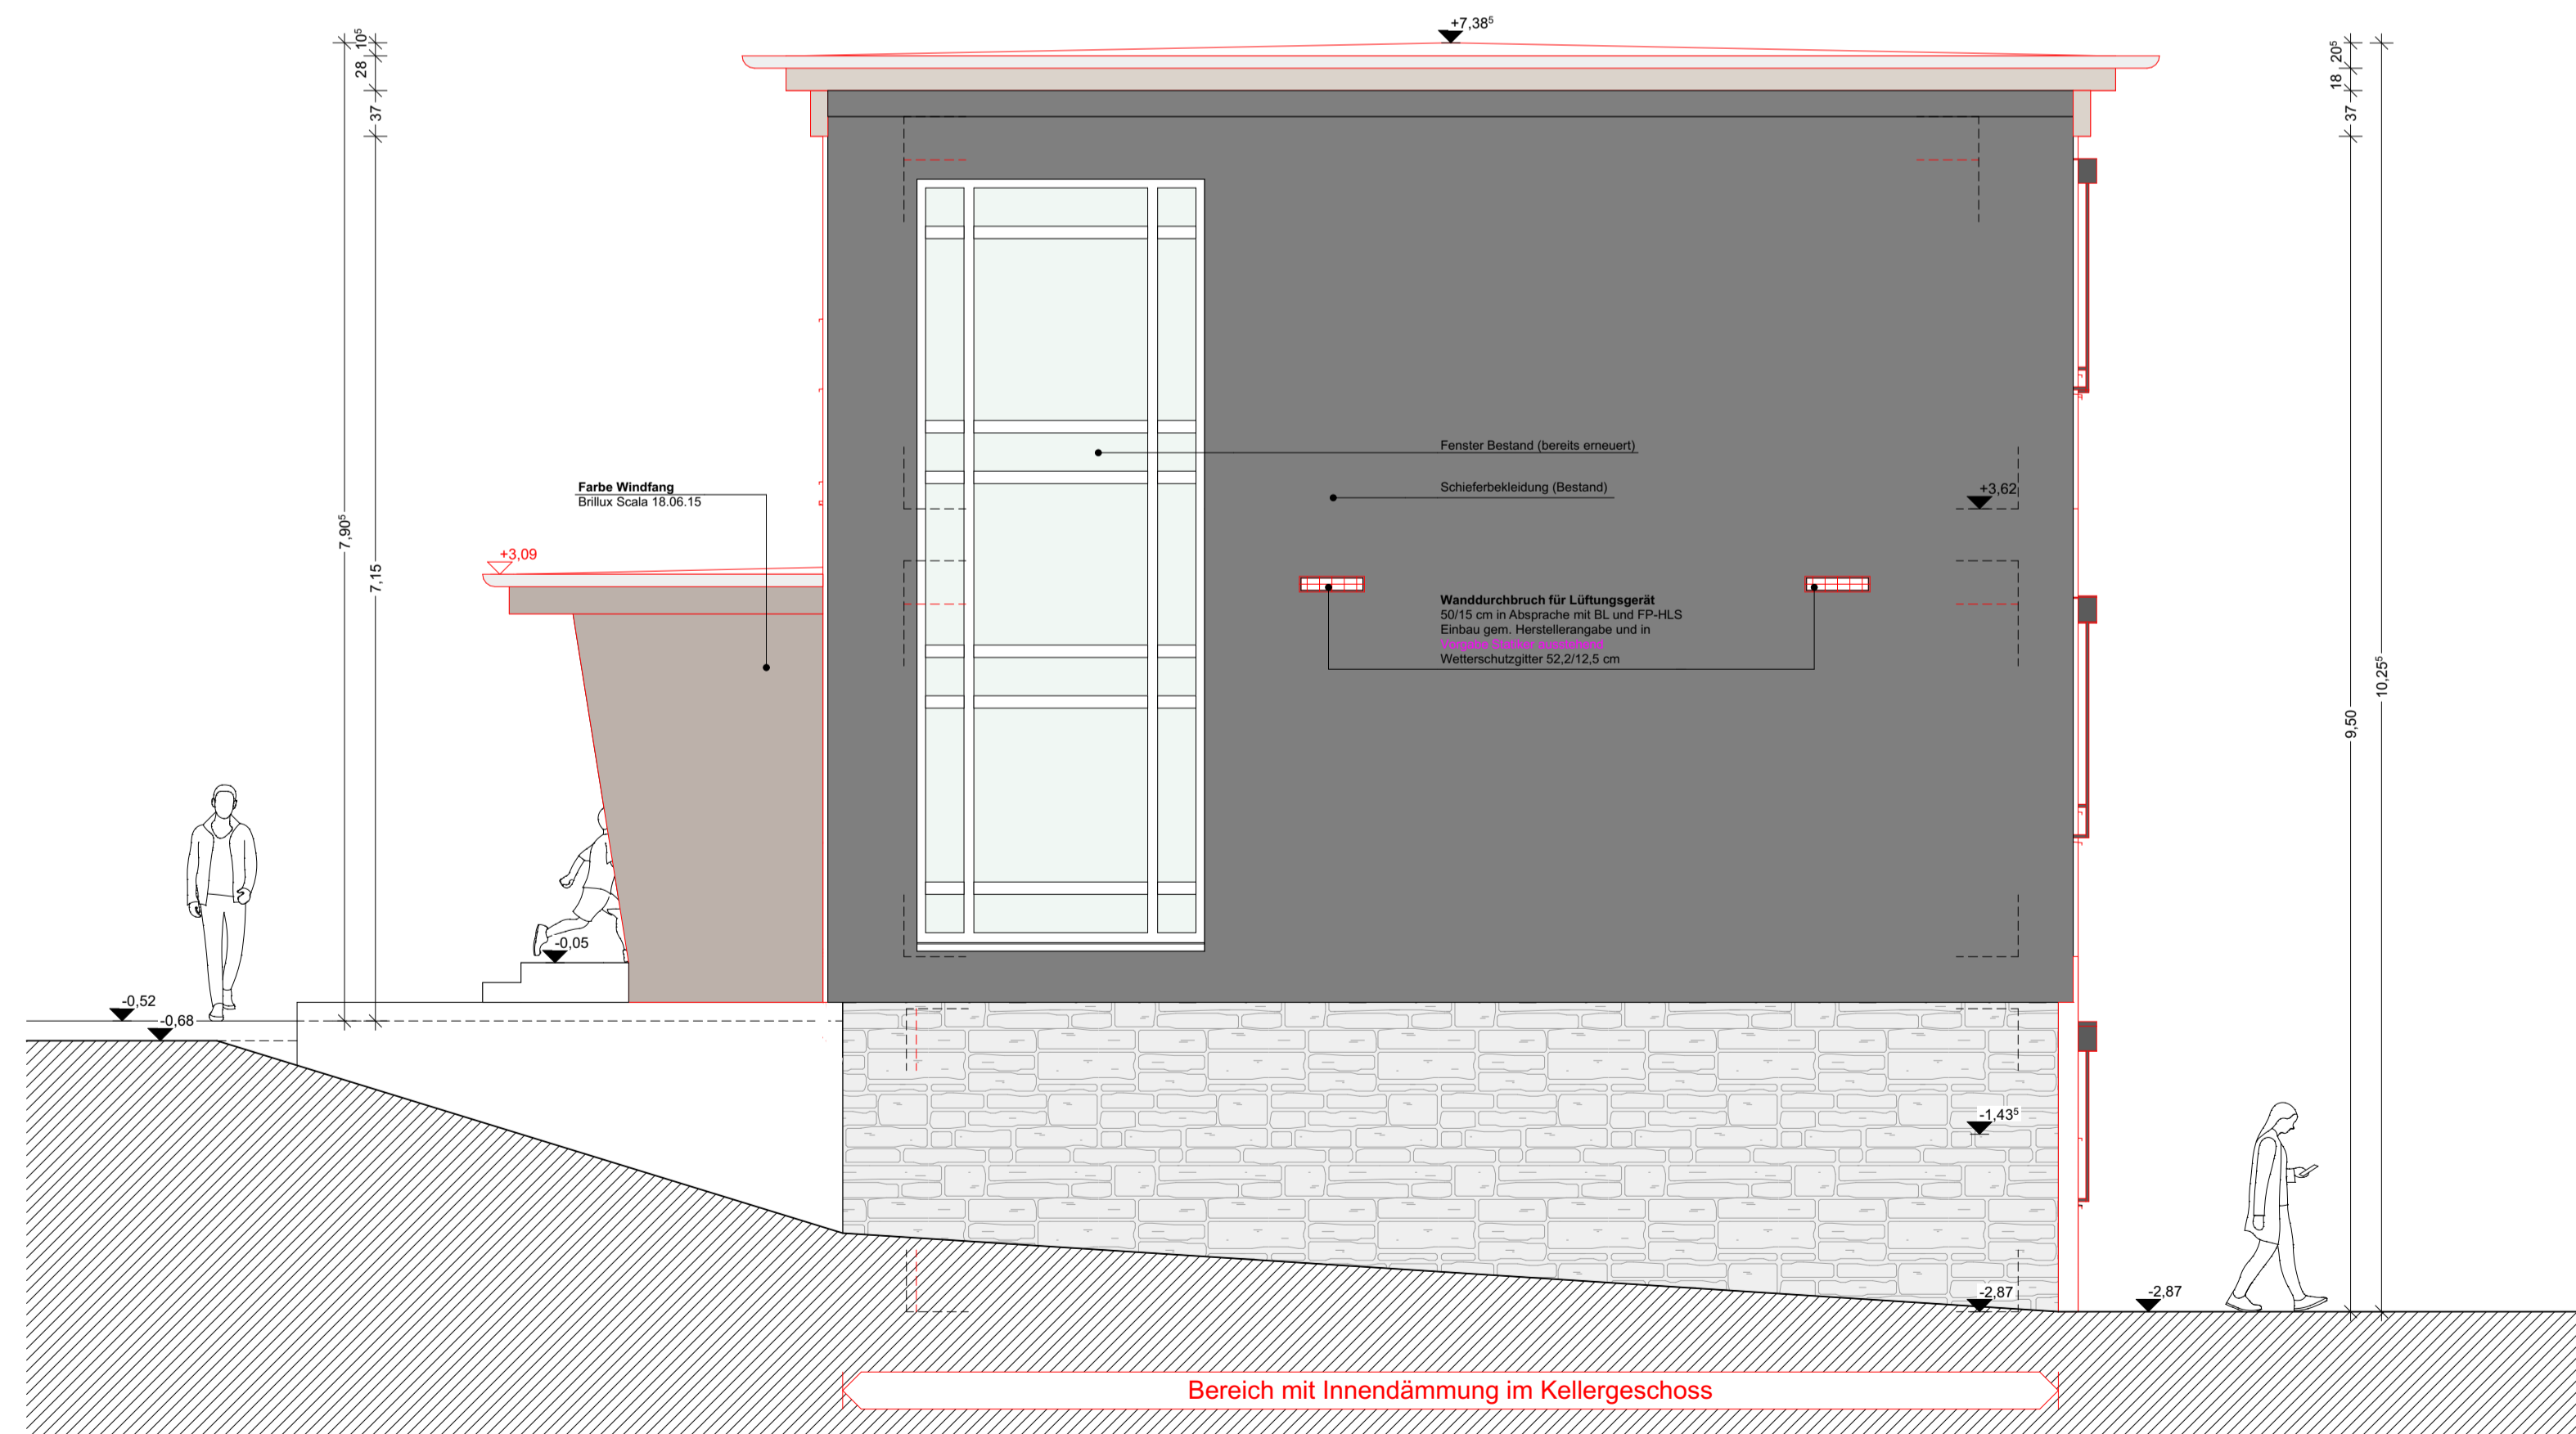 +7,38⁵
10⁵
28
37
20⁵
18
37
7,90⁵
7,15
Farbe Windfang
Brillux Scala 18.06.15
+3,09
Fenster Bestand (bereits erneuert)
Schieferbekleidung (Bestand)
+3,62
Wanddurchbruch für Lüftungsgerät
50/15 cm in Absprache mit BL und FP-HLS
Einbau gem. Herstellerangabe und in
Vorgabe Statiker ausstehend
Wetterschutzgitter 52,2/12,5 cm
9,50
10,25⁵
-0,05
-0,52
-0,68
-1,43⁵
-2,87
-2,87
Bereich mit Innendämmung im Kellergeschoss